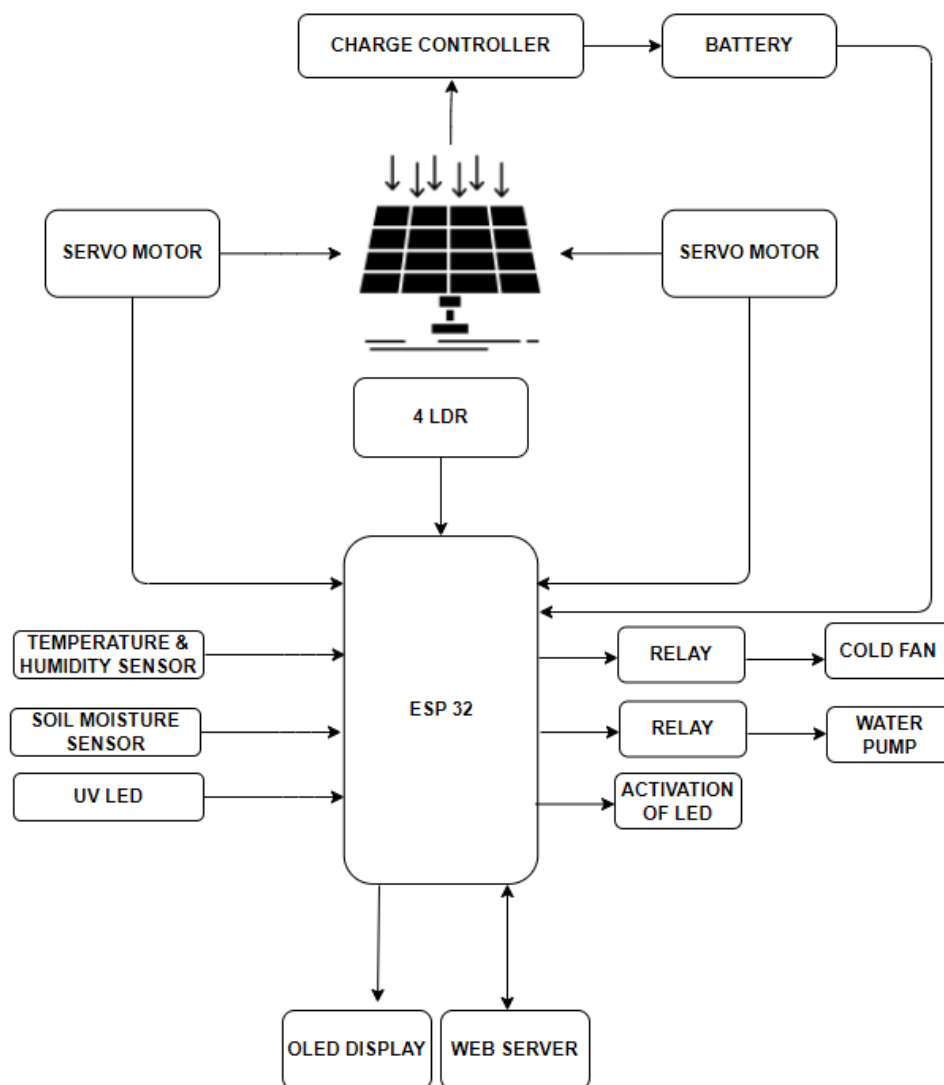 CHARGE CONTROLLER
BATTERY
SERVO MOTOR
SERVO MOTOR
4 LDR
TEMPERATURE &
HUMIDITY SENSOR
SOIL MOISTURE
SENSOR
UV LED
ESP 32
RELAY
COLD FAN
RELAY
WATER
PUMP
ACTIVATION
OF LED
OLED DISPLAY
WEB SERVER